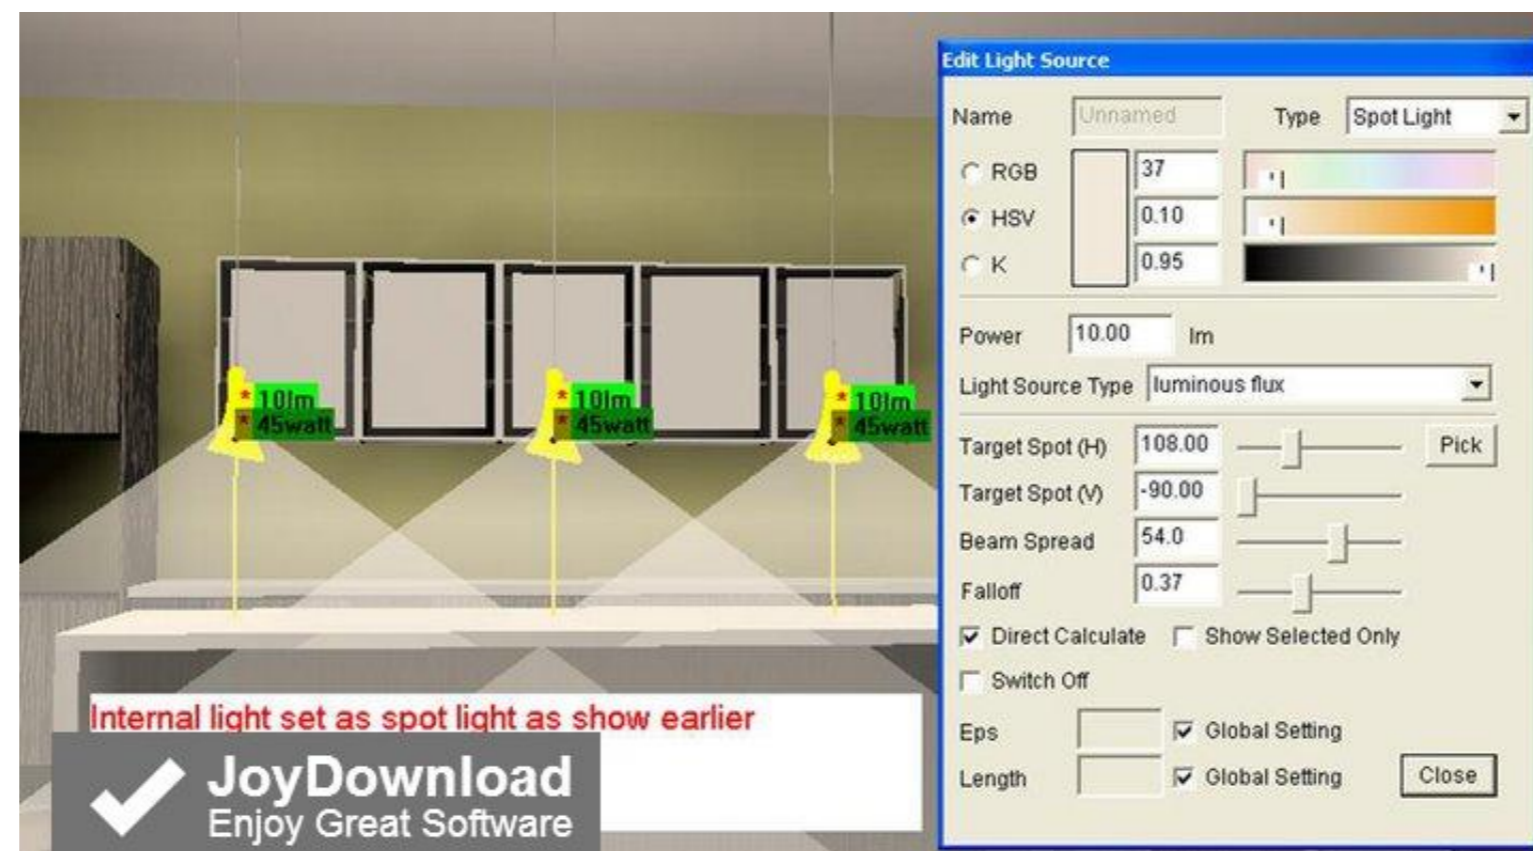 Edit Light Source
Name Unnamed Type Spot Light
RGB 37
HSV 0.10
K 0.95
Power 10.00 lm
Light Source Type luminous flux
Target Spot (H) 108.00 Pick
Target Spot (V) -90.00
Beam Spread 54.0
Falloff 0.37
Direct Calculate Show Selected Only
Switch Off
Eps Global Setting
Length Global Setting Close
* 10lm * 10lm * 10lm
* 45watt * 45watt * 45watt
Internal light set as spot light as show earlier
JoyDownload
Enjoy Great Software